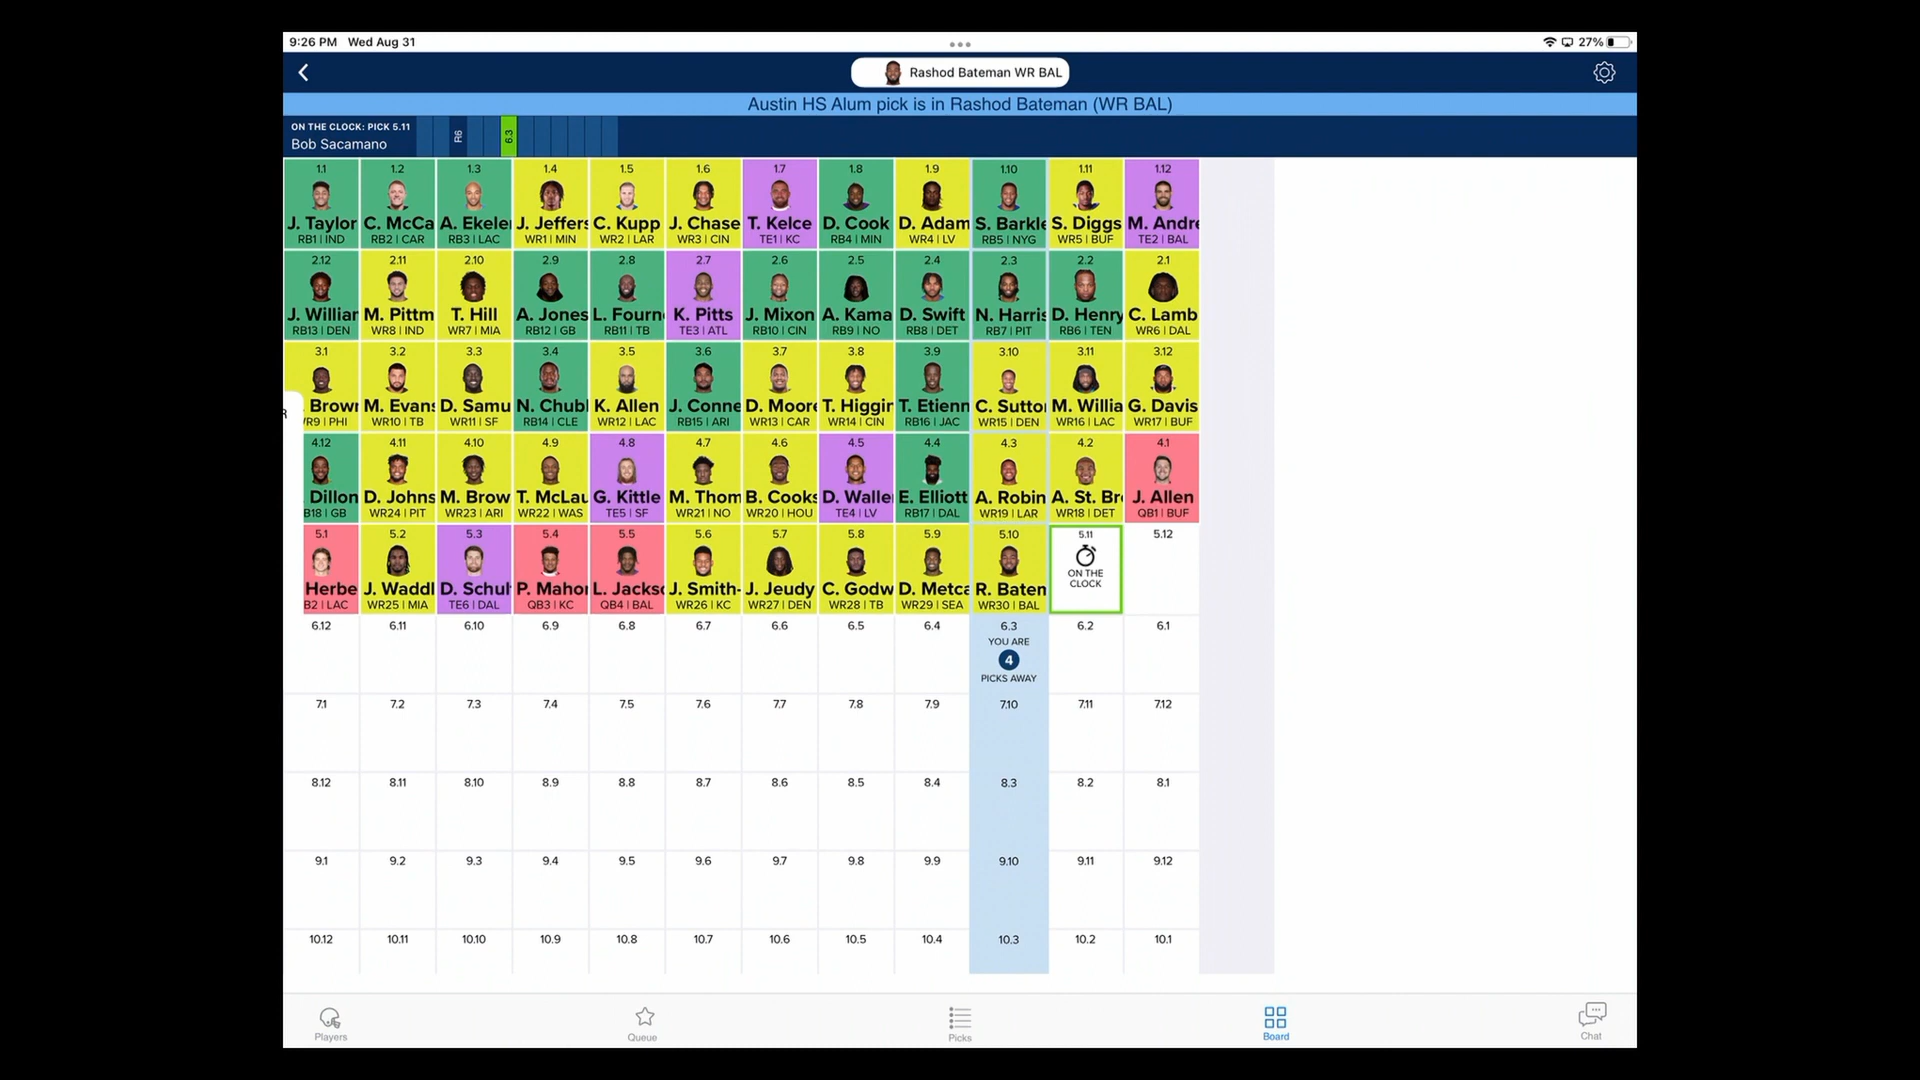 9:26 PM Wed Aug 31
27%
Rashod Bateman WR BAL
Austin HS Alum pick is in Rashod Bateman (WR BAL)
ON THE CLOCK: PICK 5.11
Bob Sacamano
R6
6.3
1.1 1.2 1.3 1.4 1.5 1.6 1.7 1.8 1.9 1.10 1.11 1.12
J. Taylor C. McCa A. Ekeler J. Jeffers C. Kupp J. Chase T. Kelce D. Cook D. Adam S. Barkle S. Diggs M. Andre
RB1 | IND RB2 | CAR RB3 | LAC WR1 | MIN WR2 | LAR WR3 | CIN TE1 | KC RB4 | MIN WR4 | LV RB5 | NYG WR5 | BUF TE2 | BAL
2.12 2.11 2.10 2.9 2.8 2.7 2.6 2.5 2.4 2.3 2.2 2.1
J. Williar M. Pittm T. Hill A. Jones L. Fourn K. Pitts J. Mixon A. Kama D. Swift N. Harris D. Henry C. Lamb
RB13 | DEN WR8 | IND WR7 | MIA RB12 | GB RB11 | TB TE3 | ATL RB10 | CIN RB9 | NO RB8 | DET RB7 | PIT RB6 | TEN WR6 | DAL
3.1 3.2 3.3 3.4 3.5 3.6 3.7 3.8 3.9 3.10 3.11 3.12
R
. Brown M. Evans D. Samu N. Chubl K. Allen J. Conne D. Moore T. Higgin T. Etienn C. Sutto M. Willia G. Davis
WR9 | PHI WR10 | TB WR11 | SF RB14 | CLE WR12 | LAC RB15 | ARI WR13 | CAR WR14 | CIN RB16 | JAC WR15 | DEN WR16 | LAC WR17 | BUF
4.12 4.11 4.10 4.9 4.8 4.7 4.6 4.5 4.4 4.3 4.2 4.1
Dillon D. Johns M. Brow T. McLau G. Kittle M. Thom B. Cooks D. Walle E. Elliott A. Robin A. St. Br J. Allen
B18 | GB WR24 | PIT WR23 | ARI WR22 | WAS TE5 | SF WR21 | NO WR20 | HOU TE4 | LV RB17 | DAL WR19 | LAR WR18 | DET QB1 | BUF
5.1 5.2 5.3 5.4 5.5 5.6 5.7 5.8 5.9 5.10 5.11 5.12
ON THE
CLOCK
Herbe J. Waddl D. Schul P. Mahor L. Jackso J. Smith- J. Jeudy C. Godw D. Metca R. Baten
B2 | LAC WR25 | MIA TE6 | DAL QB3 | KC QB4 | BAL WR26 | KC WR27 | DEN WR28 | TB WR29 | SEA WR30 | BAL
6.12 6.11 6.10 6.9 6.8 6.7 6.6 6.5 6.4 6.3 6.2 6.1
YOU ARE
4
PICKS AWAY
7.1 7.2 7.3 7.4 7.5 7.6 7.7 7.8 7.9 7.10 7.11 7.12
8.12 8.11 8.10 8.9 8.8 8.7 8.6 8.5 8.4 8.3 8.2 8.1
9.1 9.2 9.3 9.4 9.5 9.6 9.7 9.8 9.9 9.10 9.11 9.12
10.12 10.11 10.10 10.9 10.8 10.7 10.6 10.5 10.4 10.3 10.2 10.1
Players Queue Picks Board Chat